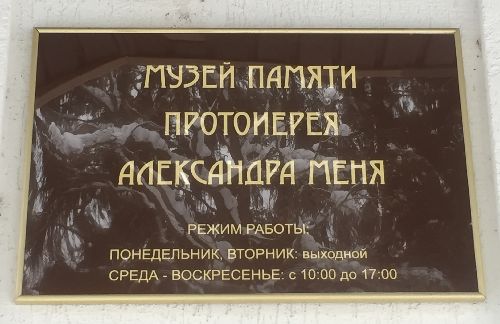 МУЗЕЙ ПАМЯТИ
ПРОТОИЕРЕЯ
АЛЕКСАНДРА МЕНЯ
РЕЖИМ РАБОТЫ:
ПОНЕДЕЛЬНИК, ВТОРНИК: выходной
СРЕДА - ВОСКРЕСЕНЬЕ: с 10:00 до 17:00